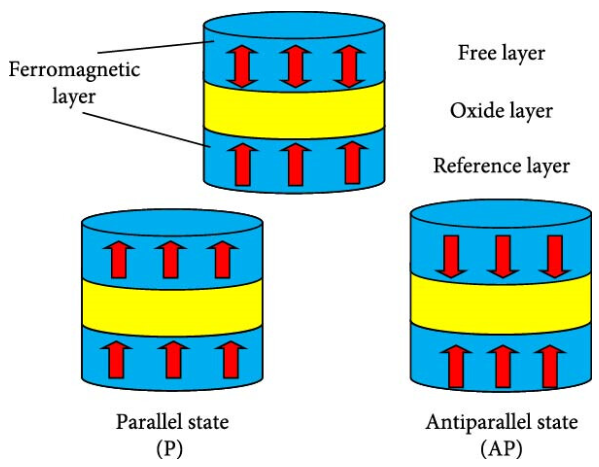 Ferromagnetic
layer
Free layer
Oxide layer
Reference layer
Parallel state
(P)
Antiparallel state
(AP)